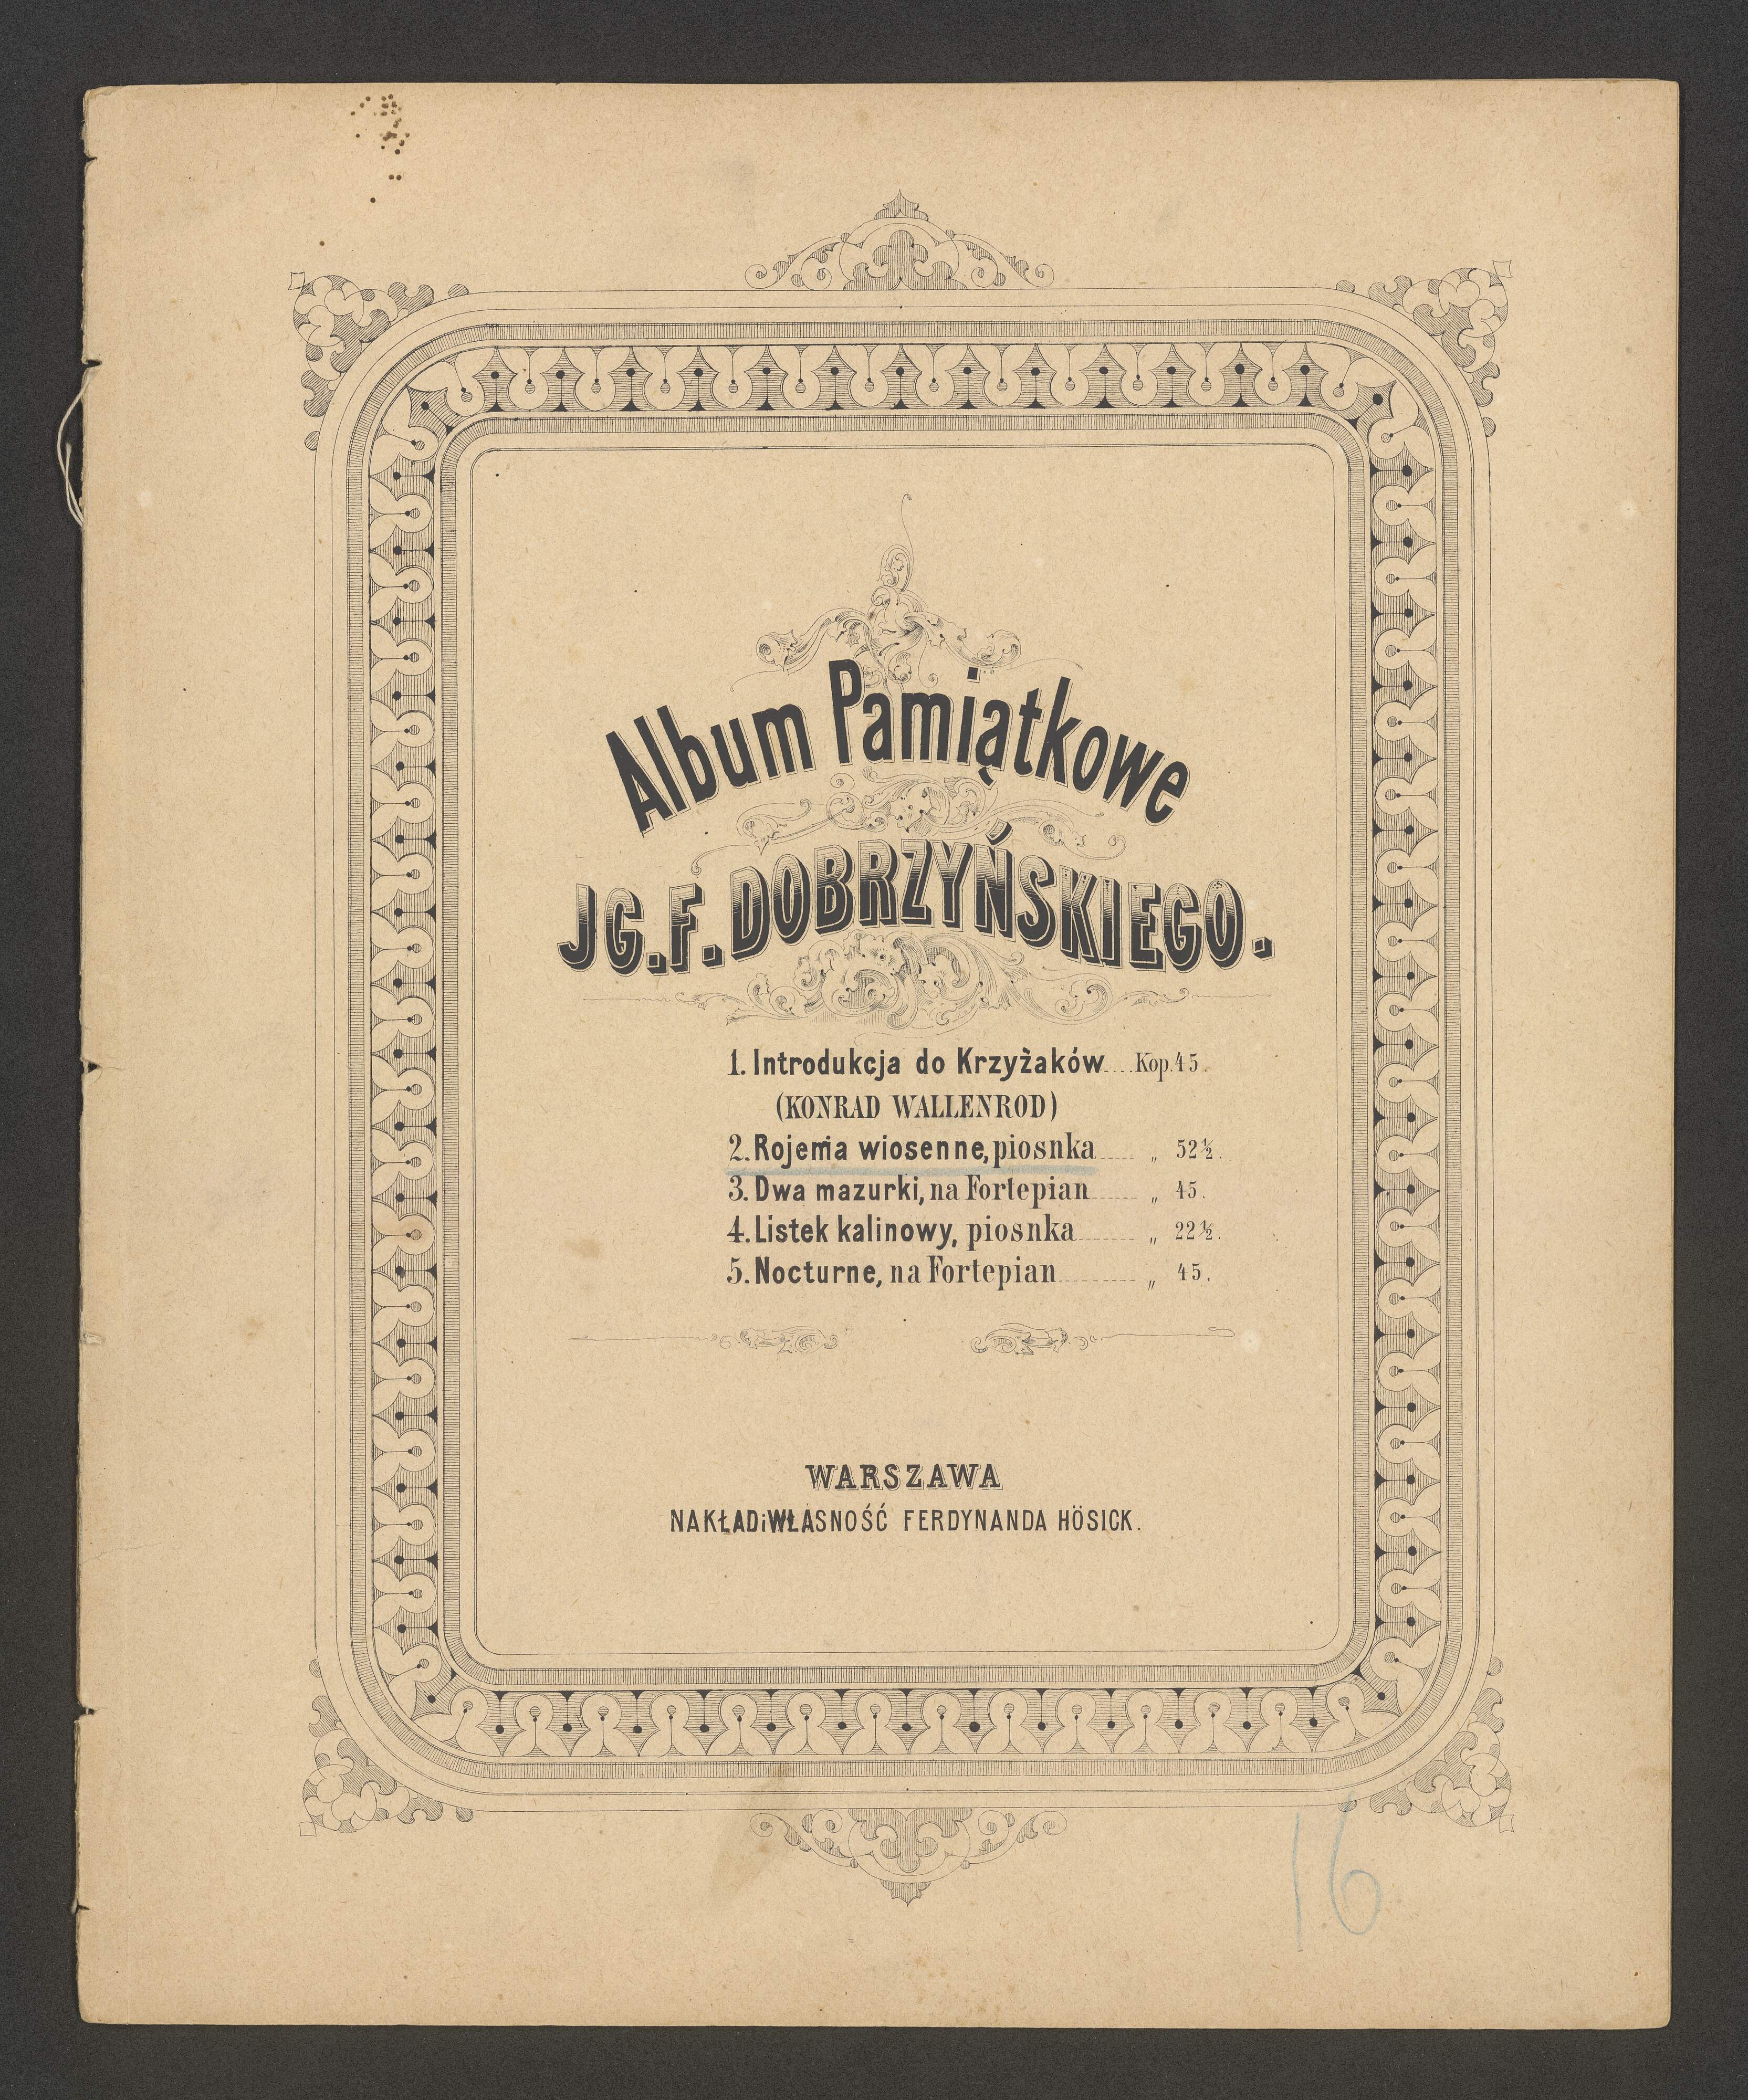 Album Pamiątkowe
JG. F. DOBRZYŃSKIEGO.
1. Introdukcja do Krzyżaków....Kop. 45.
(KONRAD WALLENROD)
2. Rojenia wiosenne, piosnka.... „ 52½.
3. Dwa mazurki, na Fortepian...... „ 45.
4. Listek kalinowy, piosnka....... „ 22½.
5. Nocturne, na Fortepian......... „ 45.
WARSZAWA
NAKŁAD i WŁASNOŚĆ FERDYNANDA HÖSICK.
16